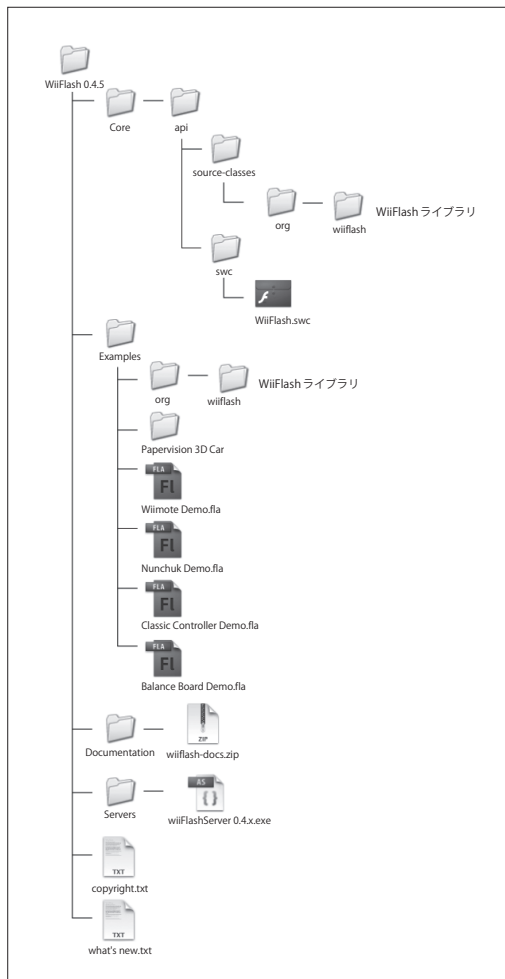 WiiFlash 0.4.5
Core
api
source-classes
org
wiiflash
WiiFlash ライブラリ
swc
WiiFlash.swc
Examples
org
wiiflash
WiiFlash ライブラリ
Papervision 3D Car
FLA
Fl
Wiimote Demo.fla
FLA
Fl
Nunchuk Demo.fla
FLA
Fl
Classic Controller Demo.fla
FLA
Fl
Balance Board Demo.fla
Documentation
ZIP
wiiflash-docs.zip
Servers
AS
{ }
wiiFlashServer 0.4.x.exe
TXT
copyright.txt
TXT
what's new.txt